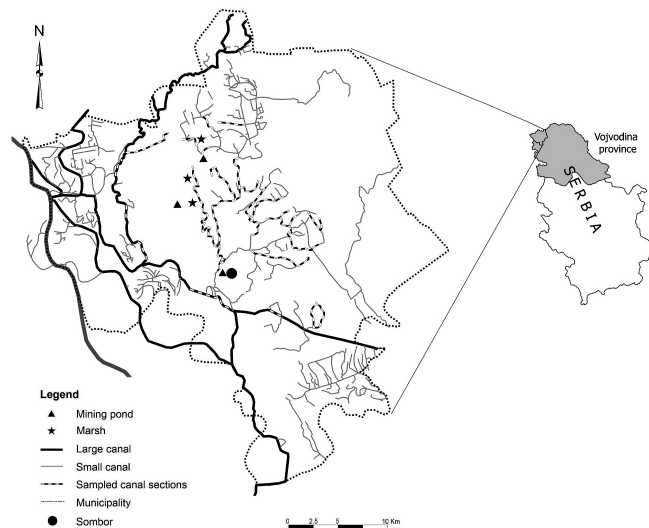 N
Vojvodina
province
SERBIA
Legend
Mining pond
Marsh
Large canal
Small canal
Sampled canal sections
Municipality
Sombor
0 2,5 5 10 Km